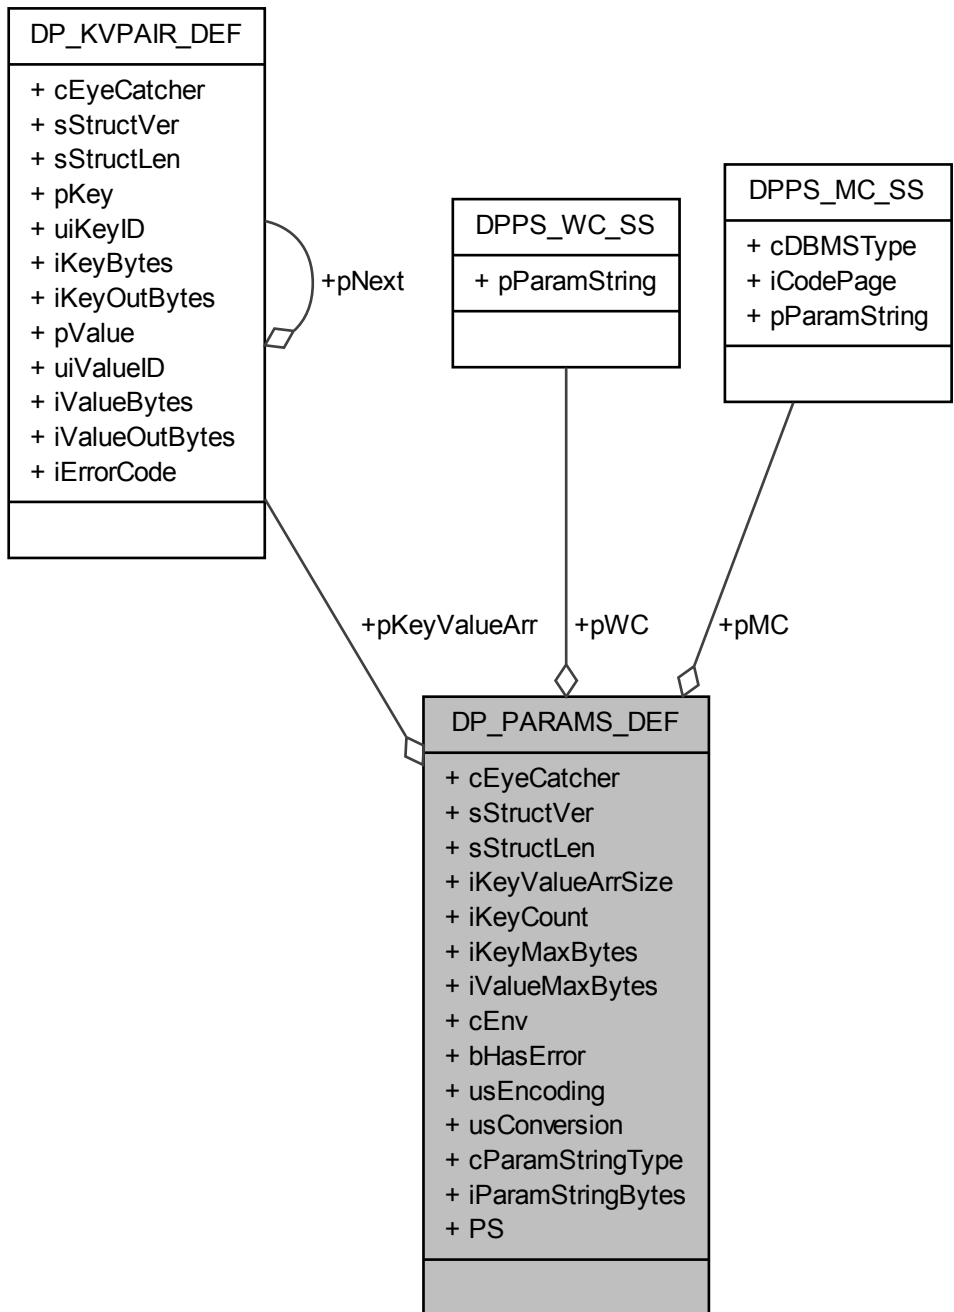 DP_KVPAIR_DEF
+ cEyeCatcher
+ sStructVer
+ sStructLen
+ pKey
+ uiKeyID
+ iKeyBytes
+ iKeyOutBytes
+ pValue
+ uiValueID
+ iValueBytes
+ iValueOutBytes
+ iErrorCode
+pNext
DPPS_WC_SS
+ pParamString
DPPS_MC_SS
+ cDBMSType
+ iCodePage
+ pParamString
+pKeyValueArr
+pWC
+pMC
DP_PARAMS_DEF
+ cEyeCatcher
+ sStructVer
+ sStructLen
+ iKeyValueArrSize
+ iKeyCount
+ iKeyMaxBytes
+ iValueMaxBytes
+ cEnv
+ bHasError
+ usEncoding
+ usConversion
+ cParamStringType
+ iParamStringBytes
+ PS